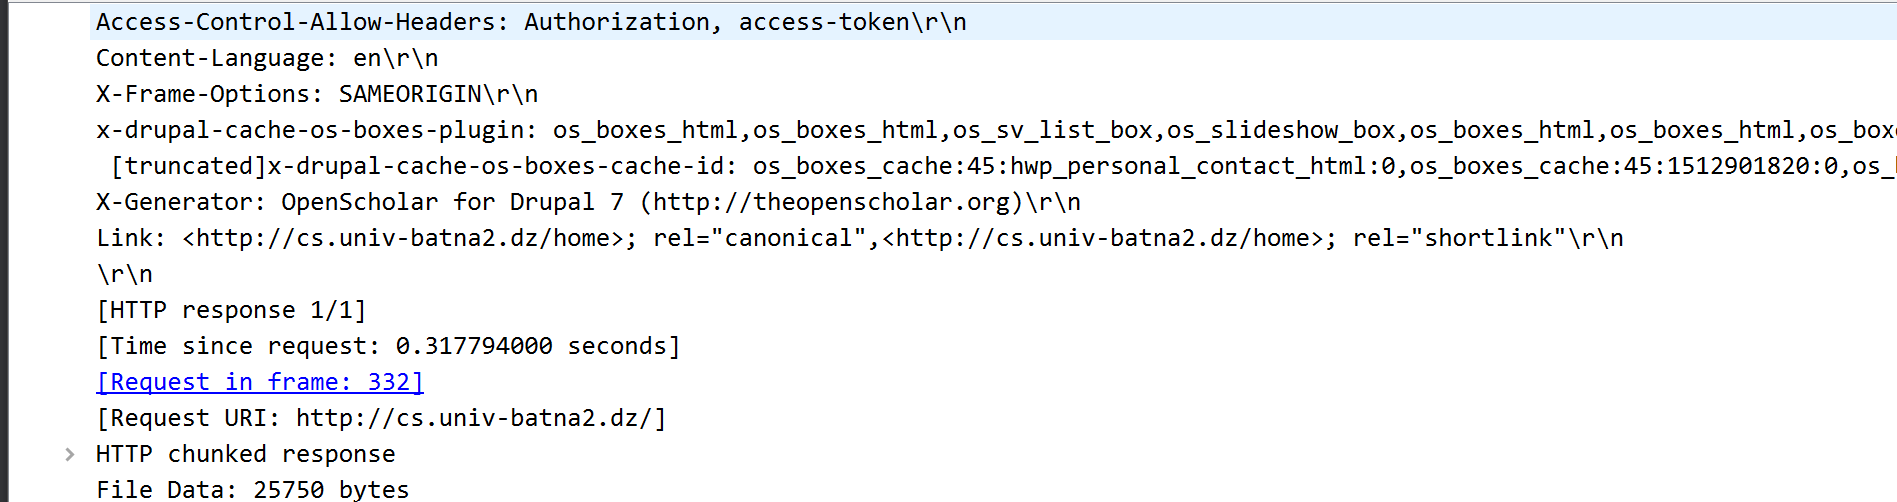 Access-Control-Allow-Headers: Authorization, access-token\r\n
Content-Language: en\r\n
X-Frame-Options: SAMEORIGIN\r\n
x-drupal-cache-os-boxes-plugin: os_boxes_html,os_boxes_html,os_sv_list_box,os_slideshow_box,os_boxes_html,os_boxes_html,os_box
[truncated]x-drupal-cache-os-boxes-cache-id: os_boxes_cache:45:hwp_personal_contact_html:0,os_boxes_cache:45:1512901820:0,os_
X-Generator: OpenScholar for Drupal 7 (http://theopenscholar.org)\r\n
Link: <http://cs.univ-batna2.dz/home>; rel="canonical",<http://cs.univ-batna2.dz/home>; rel="shortlink"\r\n
\r\n
[HTTP response 1/1]
[Time since request: 0.317794000 seconds]
[Request in frame: 332]
[Request URI: http://cs.univ-batna2.dz/]
HTTP chunked response
File Data: 25750 bytes